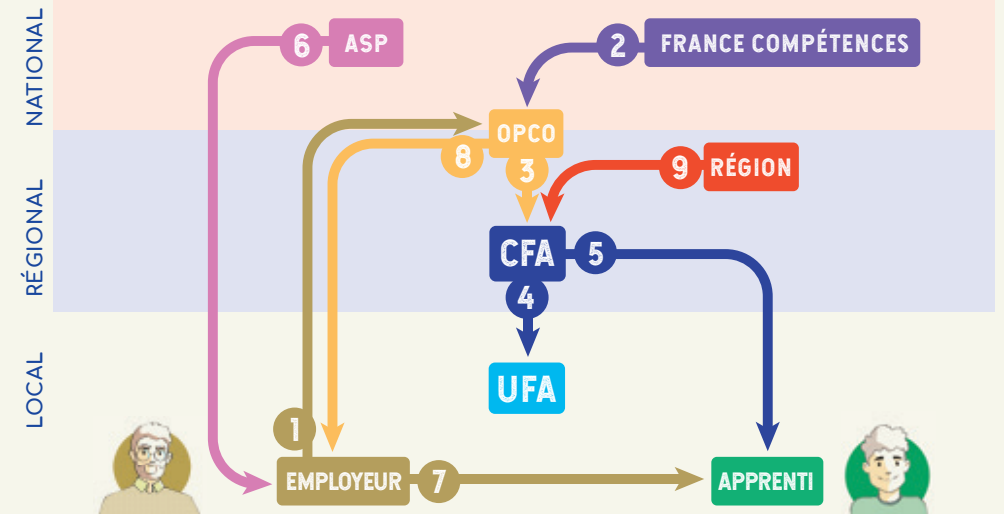 NATIONAL
6 ASP
2 FRANCE COMPÉTENCES
OPCO
8
3
9 RÉGION
RÉGIONAL
CFA 5
4
LOCAL
UFA
1
EMPLOYEUR 7
APPRENTI